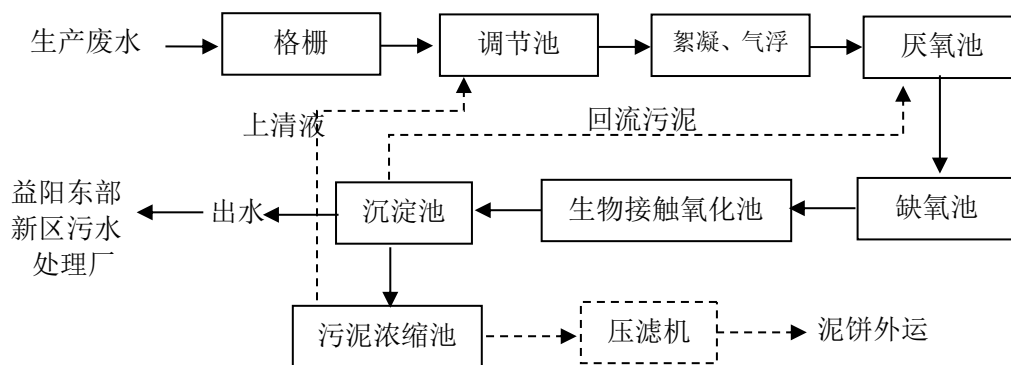 生产废水
格栅
调节池
絮凝、气浮
厌氧池
上清液
回流污泥
益阳东部
新区污水
处理厂
出水
沉淀池
生物接触氧化池
缺氧池
污泥浓缩池
压滤机
泥饼外运